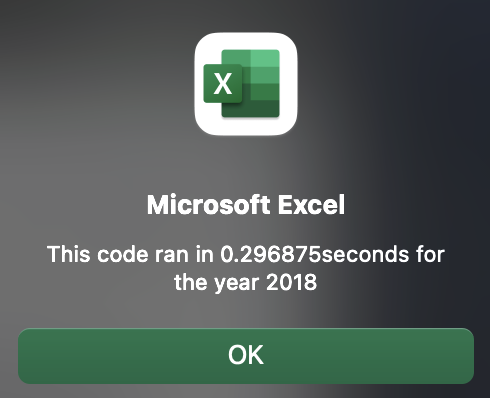 X
Microsoft Excel
This code ran in 0.296875seconds for
the year 2018
OK